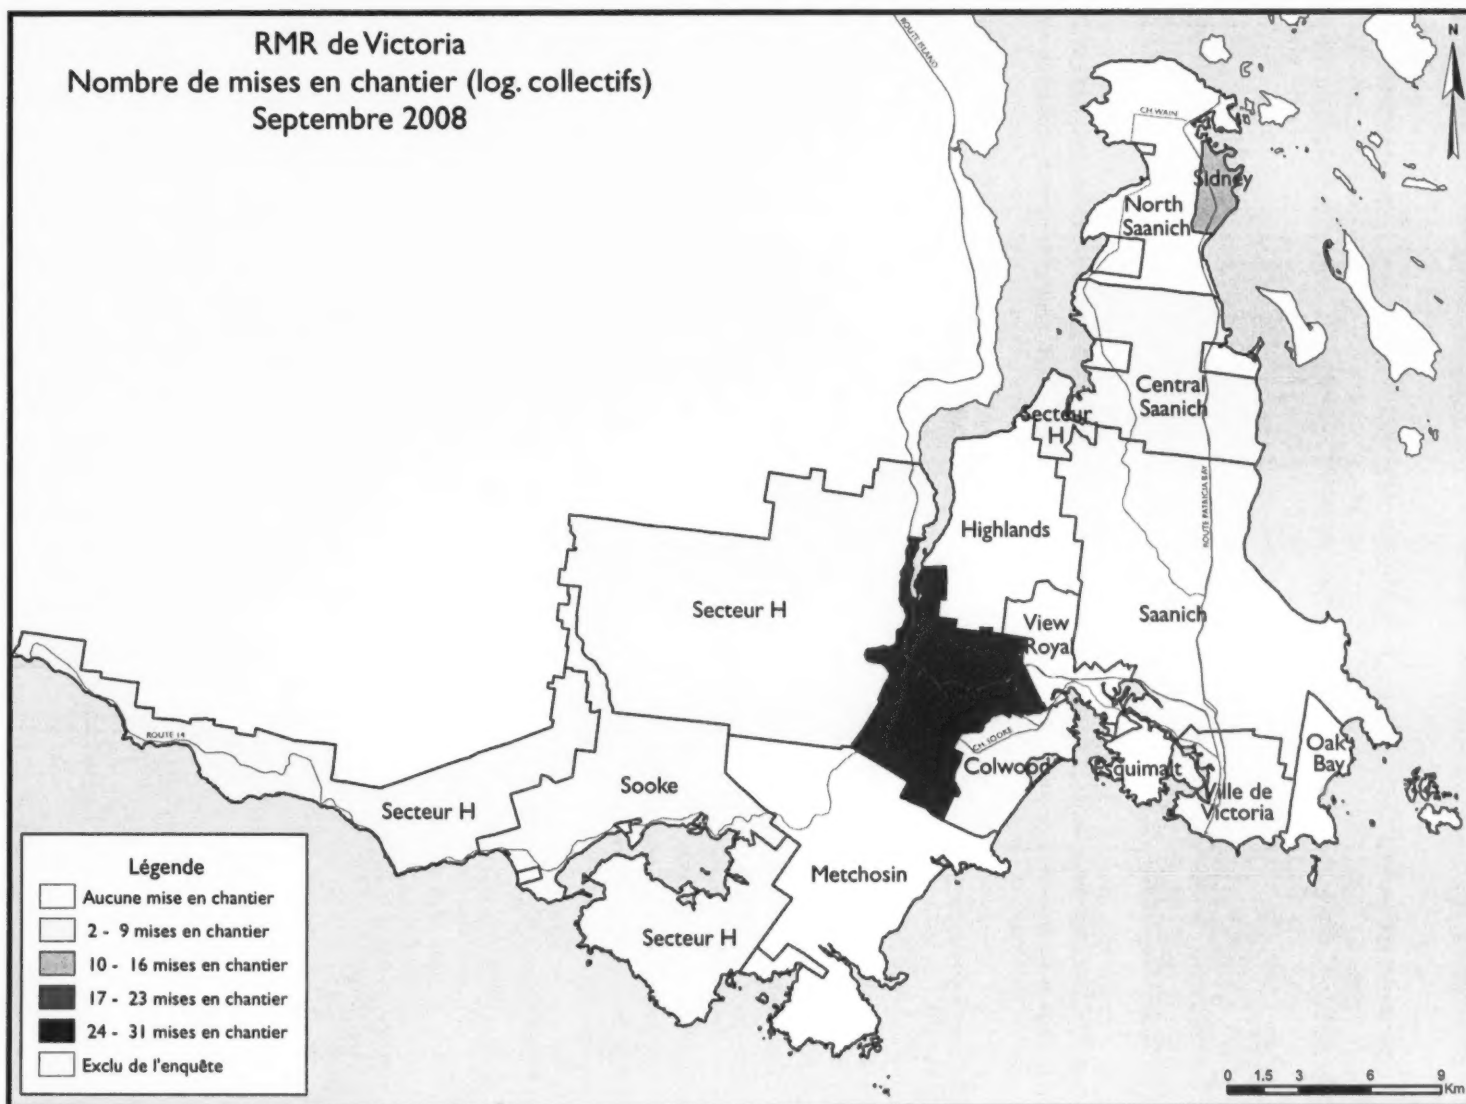 RMR de Victoria
Nombre de mises en chantier (log. collectifs)
Septembre 2008
N
ROUTE ISLAND
CH WAIN
Sidney
North
Saanich
Central
Saanich
Secteur
H
Highlands
ROUTE PATRICIA BAY
Secteur H
View
Royal
Saanich
ROUTE 14
CH. SOOKE
Colwood
Esquimalt
Oak
Bay
Ville de
Victoria
Secteur H
Sooke
Metchosin
Secteur H
Légende
Aucune mise en chantier
2 - 9 mises en chantier
10 - 16 mises en chantier
17 - 23 mises en chantier
24 - 31 mises en chantier
Exclu de l'enquête
0 1.5 3 6 9
Km